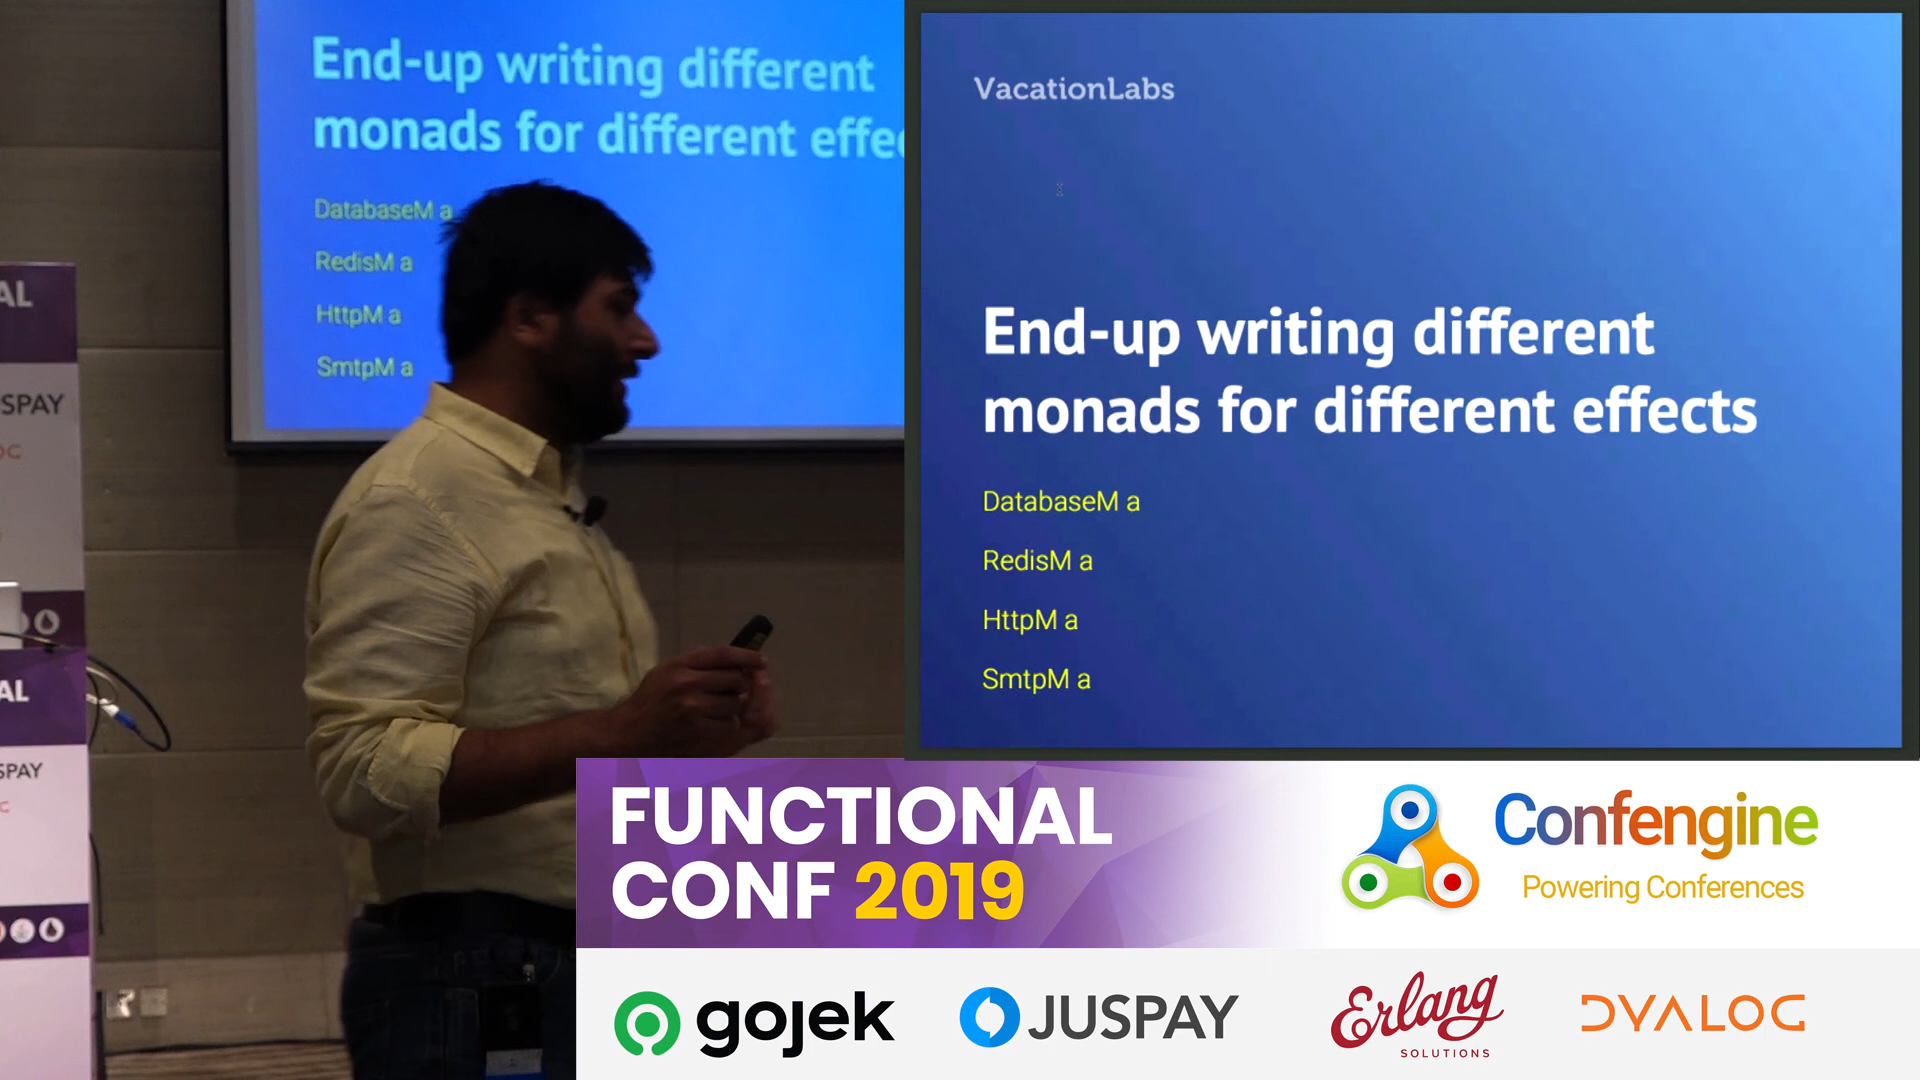 End-up writing different
monads for different effec
DatabaseM a
RedisM a
HttpM a
SmtpM a
AL
SPAY
OG
AL
SPAY
C
VacationLabs
End-up writing different
monads for different effects
DatabaseM a
RedisM a
HttpM a
SmtpM a
FUNCTIONAL
CONF 2019
Confengine
Powering Conferences
gojek
JUSPAY
Erlang
SOLUTIONS
DYALOG